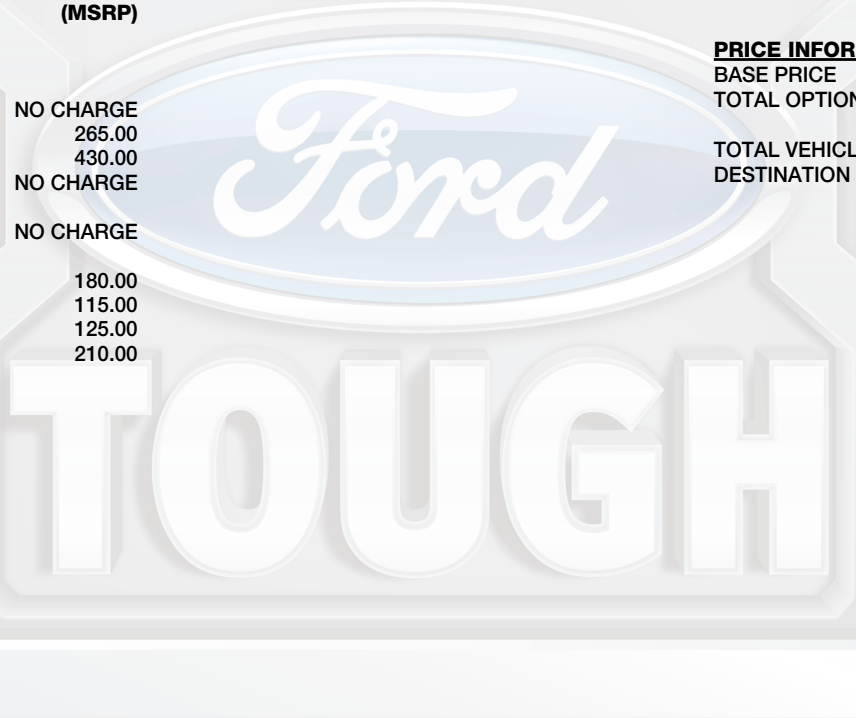 (MSRP)
NO CHARGE
265.00
430.00
NO CHARGE
NO CHARGE
180.00
115.00
125.00
210.00
PRICE INFOR
BASE PRICE
TOTAL OPTION
TOTAL VEHICL
DESTINATION
Ford
TOUGH